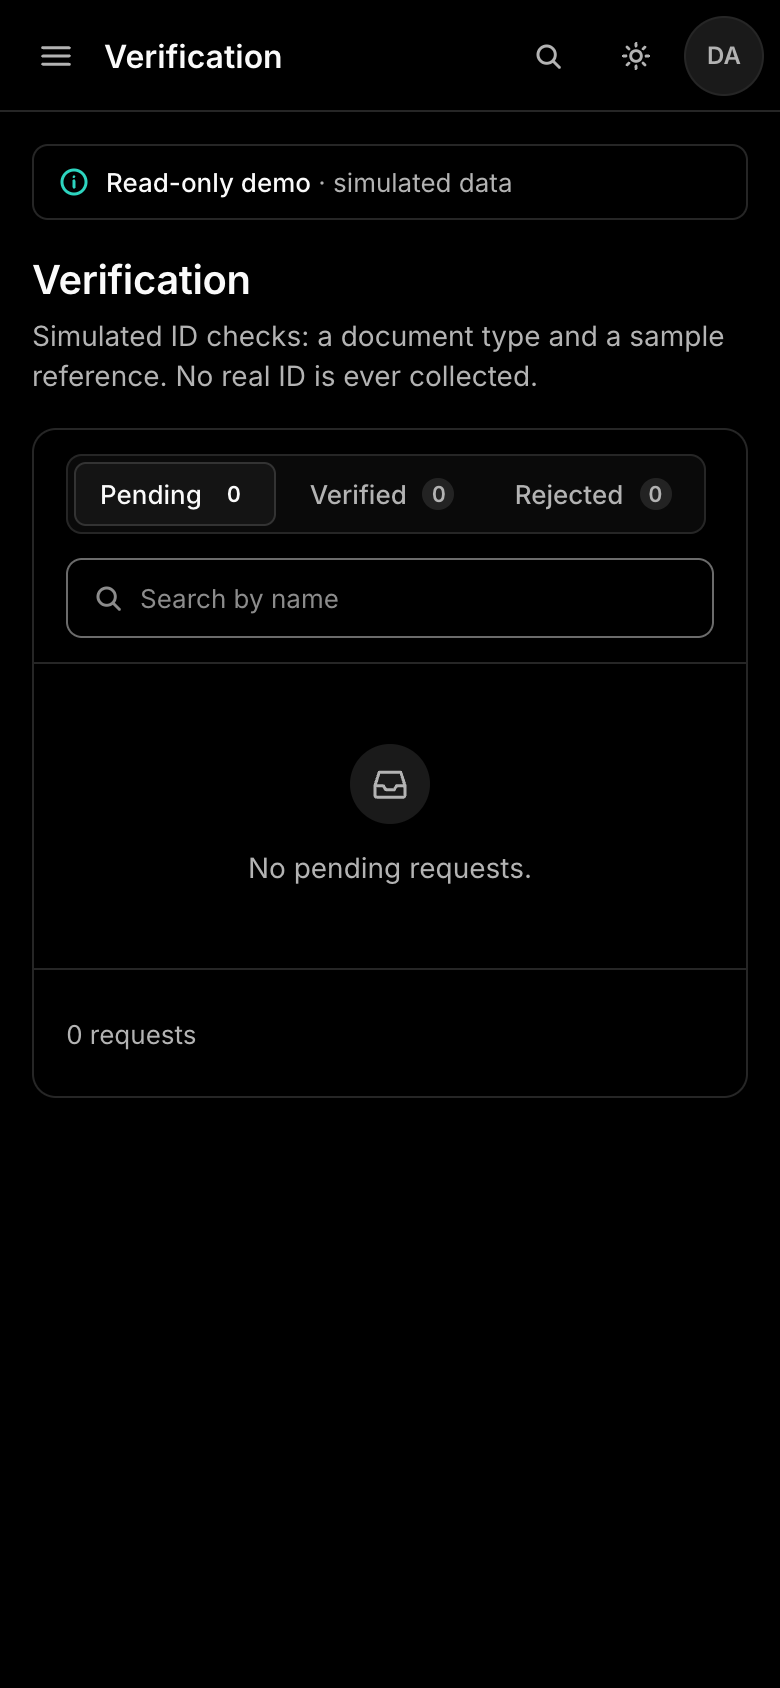 Verification
DA
Read-only demo · simulated data
Verification
Simulated ID checks: a document type and a sample
reference. No real ID is ever collected.
Pending 0 Verified 0 Rejected 0
Search by name
No pending requests.
0 requests